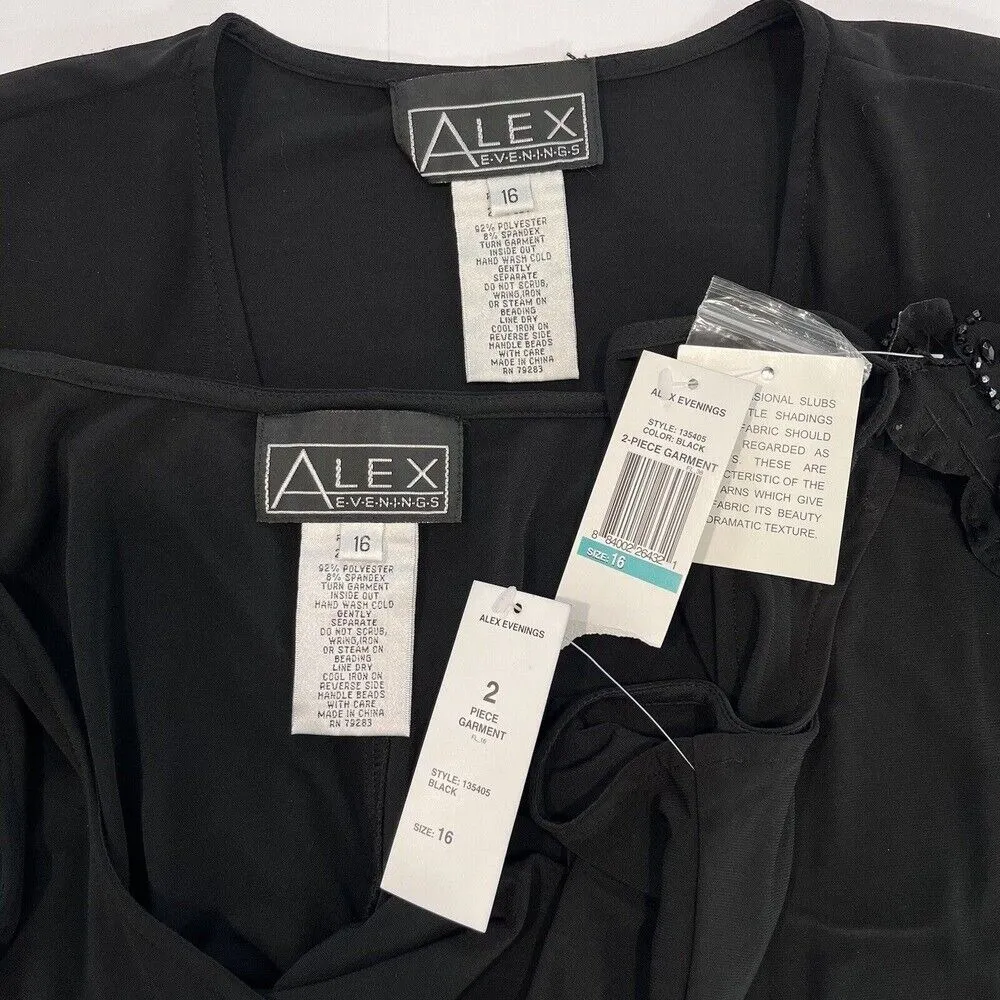 ALEX
E·V·E·N·I·N·G·S
16
92% POLYESTER
8% SPANDEX
TURN GARMENT
INSIDE OUT
HAND WASH COLD
GENTLY
SEPARATE
DO NOT SCRUB,
WRING,IRON
OR STEAM ON
BEADING
LINE DRY
COOL IRON ON
REVERSE SIDE
HANDLE BEADS
WITH CARE
MADE IN CHINA
RN 79283
ALEX
E·V·E·N·I·N·G·S
16
92% POLYESTER
8% SPANDEX
TURN GARMENT
INSIDE OUT
HAND WASH COLD
GENTLY
SEPARATE
DO NOT SCRUB,
WRING,IRON
OR STEAM ON
BEADING
LINE DRY
COOL IRON ON
REVERSE SIDE
HANDLE BEADS
WITH CARE
MADE IN CHINA
RN 79283
ALEX EVENINGS
STYLE: 135405
COLOR: BLACK
2-PIECE GARMENT
8 84002 26432 1
SIZE: 16
SIONAL SLUBS
TLE SHADINGS
FABRIC SHOULD
REGARDED AS
S. THESE ARE
CTERISTIC OF THE
ARNS WHICH GIVE
FABRIC ITS BEAUTY
DRAMATIC TEXTURE.
ALEX EVENINGS
2
PIECE
GARMENT
FL_16
STYLE: 135405
BLACK
SIZE: 16